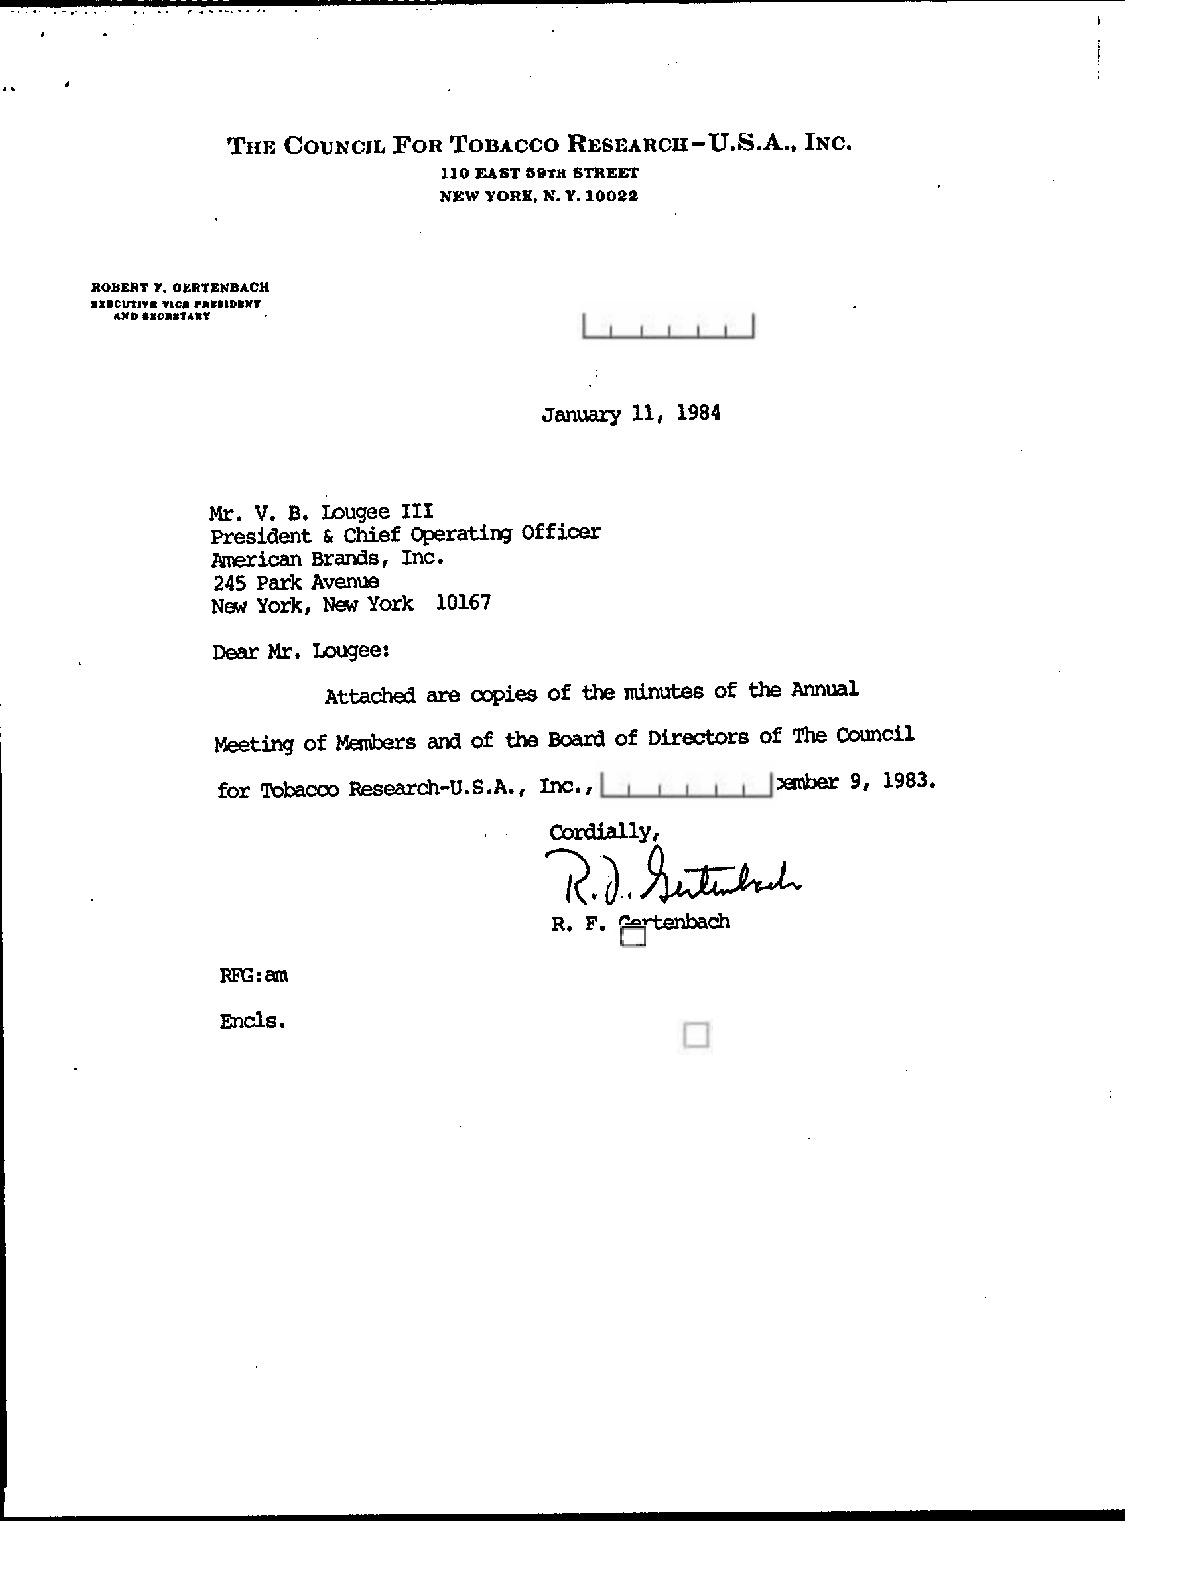 THE COUNCIL FOR TOBACCO RESEARCH-U.S.A., INC.
110 EAST 59TH STREET
NEW YORK, N. Y. 10022
ROBERT F. GERTENBACH
EXECUTIVE VICE PRESIDENT
AND SECRETARY
January 11, 1984
Mr. V. B. Lougee III
President & Chief Operating Officer
American Brands, Inc.
245 Park Avenue
New York, New York 10167
Dear Mr. Lougee:
Attached are copies of the minutes of the Annual
Meeting of Members and of the Board of Directors of The Council
for Tobacco Research-U.S.A., Inc., cember 9, 1983.
Cordially,
R. F. Gertenbach
R. F. Gertenbach
RFG:am
Encls.